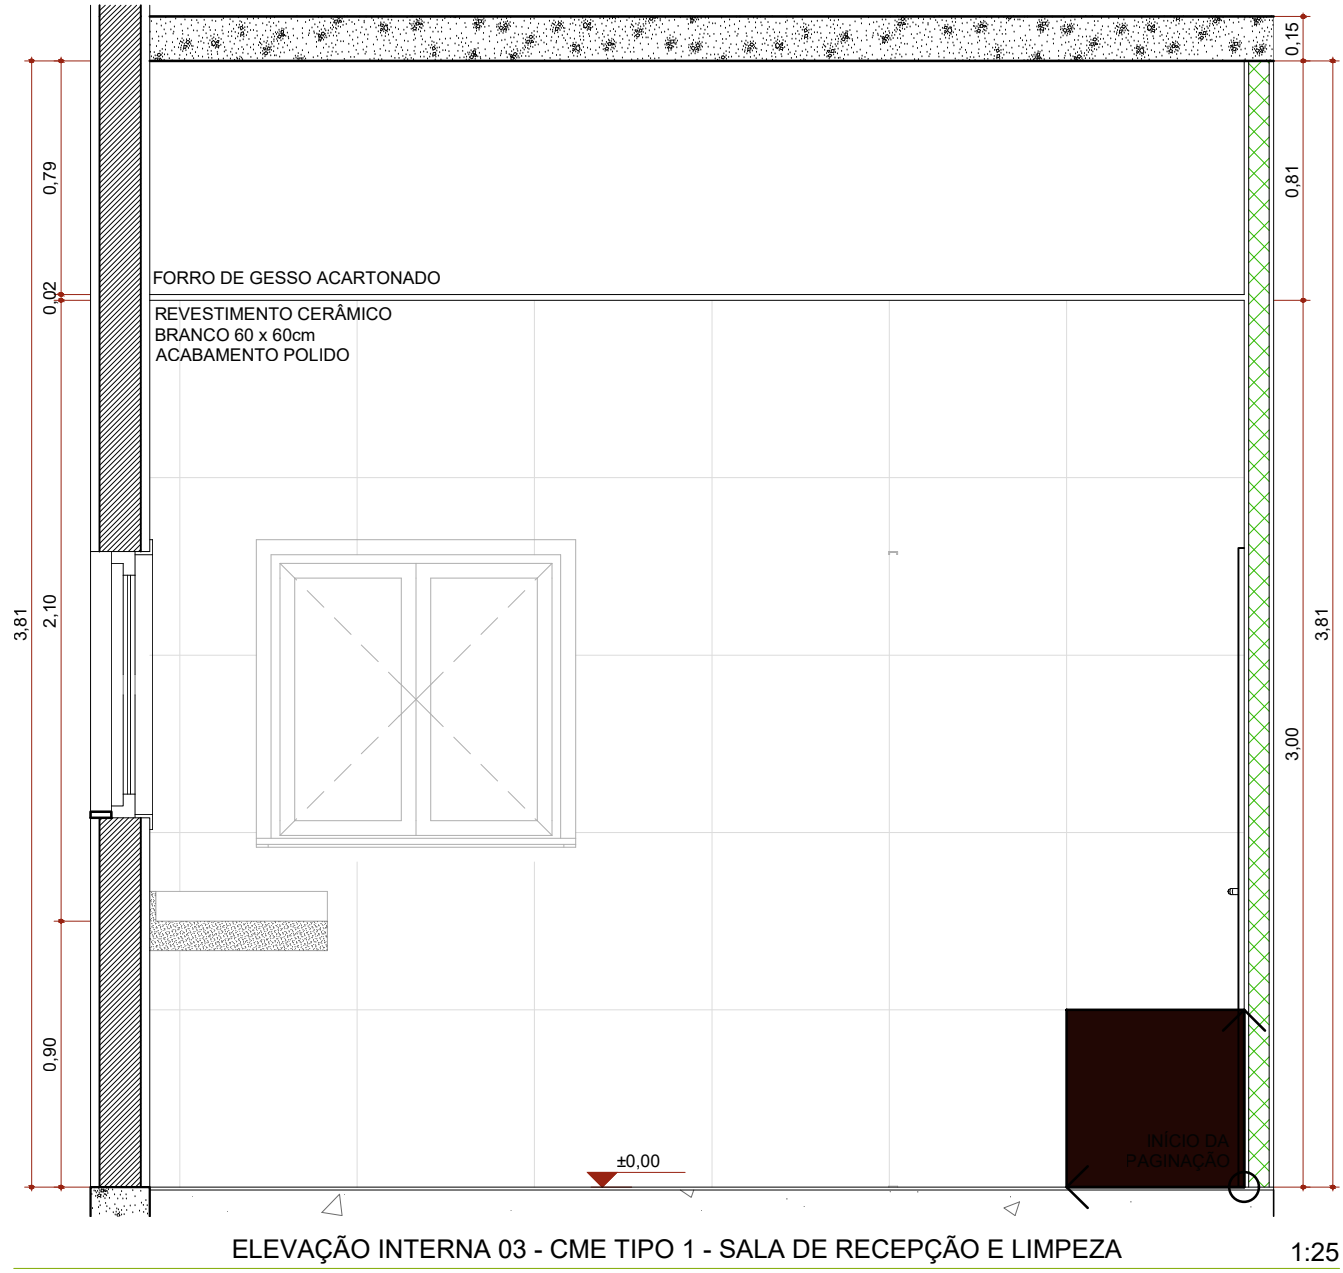 0,15
0,79
0,81
FORRO DE GESSO ACARTONADO
0,02
REVESTIMENTO CERÂMICO
BRANCO 60 x 60cm
ACABAMENTO POLIDO
3,81
2,10
3,81
3,00
0,90
INÍCIO DA
PAGINAÇÃO
±0,00
ELEVAÇÃO INTERNA 03 - CME TIPO 1 - SALA DE RECEPÇÃO E LIMPEZA
1:25